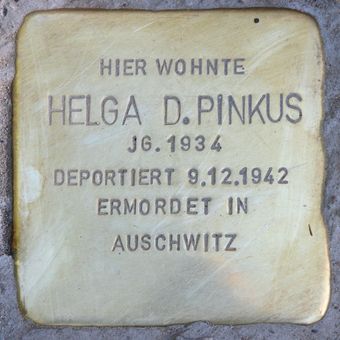 HIER WOHNTE
HELGA D. PINKUS
JG. 1934
DEPORTIERT 9.12.1942
ERMORDET IN
AUSCHWITZ